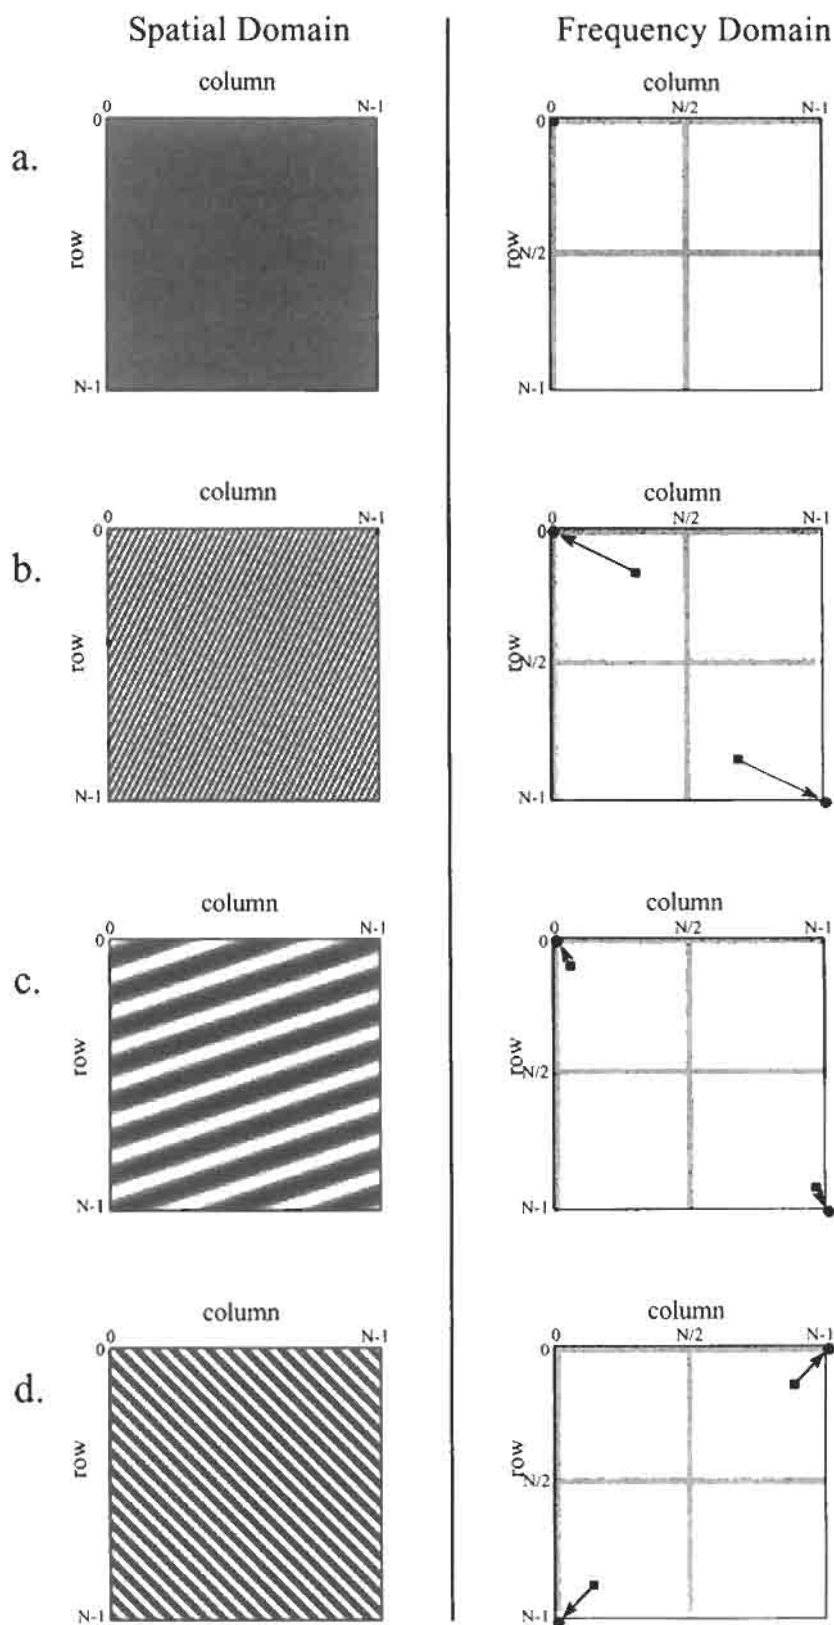 Spatial Domain
Frequency Domain
column
column
0 N-1
0 N/2 N-1
0
0
a.
row
row
N/2
N-1
N-1
column
column
0 N-1
0 N/2 N-1
0
0
b.
row
row
N/2
N-1
N-1
column
column
0 N-1
0 N/2 N-1
0
0
c.
row
row
N/2
N-1
N-1
column
column
0 N-1
0 N/2 N-1
0
0
d.
row
row
N/2
N-1
N-1